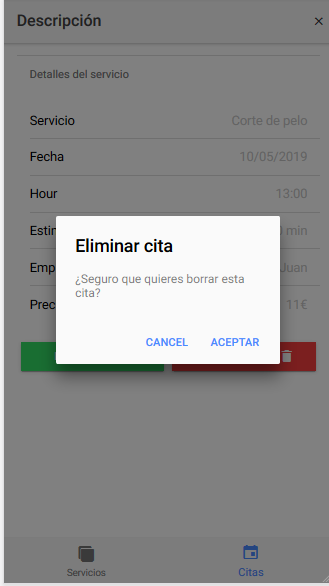 Descripción ×
Detalles del servicio
Servicio Corte de pelo
Fecha 10/05/2019
Hour 13:00
min
Juan
11€
Eliminar cita
¿Seguro que quieres borrar esta
cita?
CANCEL ACEPTAR
Servicios Citas